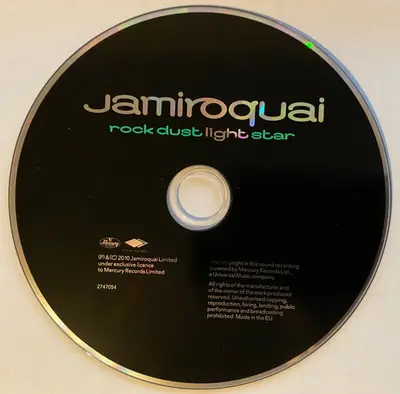 Jamiroquai
rock dust light star
Mercury
(P) & (C) 2010 Jamiroquai Limited
under exclusive licence
to Mercury Records Limited
2747054
copyright in this sound recording
is owned by Mercury Records Ltd.,
a Universal Music company.
All rights of the manufacturer and
of the owner of the work produced
reserved. Unauthorised copying,
reproduction, hiring, lending, public
performance and broadcasting
prohibited. Made in the EU